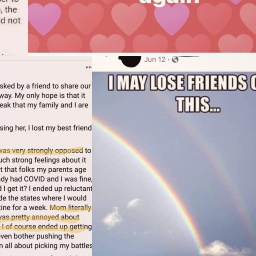 again
, the
d not
Jun 12 ·
I MAY LOSE FRIENDS O
THIS...
sked by a friend to share our
way. My only hope is that it
eak that my family and I are
sing her, I lost my best friend
was very strongly opposed to
uch strong feelings about it
t that folks my parents age
dy had COVID and I was fine,
d I get it? I ended up reluctant
de the states where I would
tine for a week. Mom literally
was pretty annoyed about
I of course ended up getting
even bother pushing the
n all about picking my battles